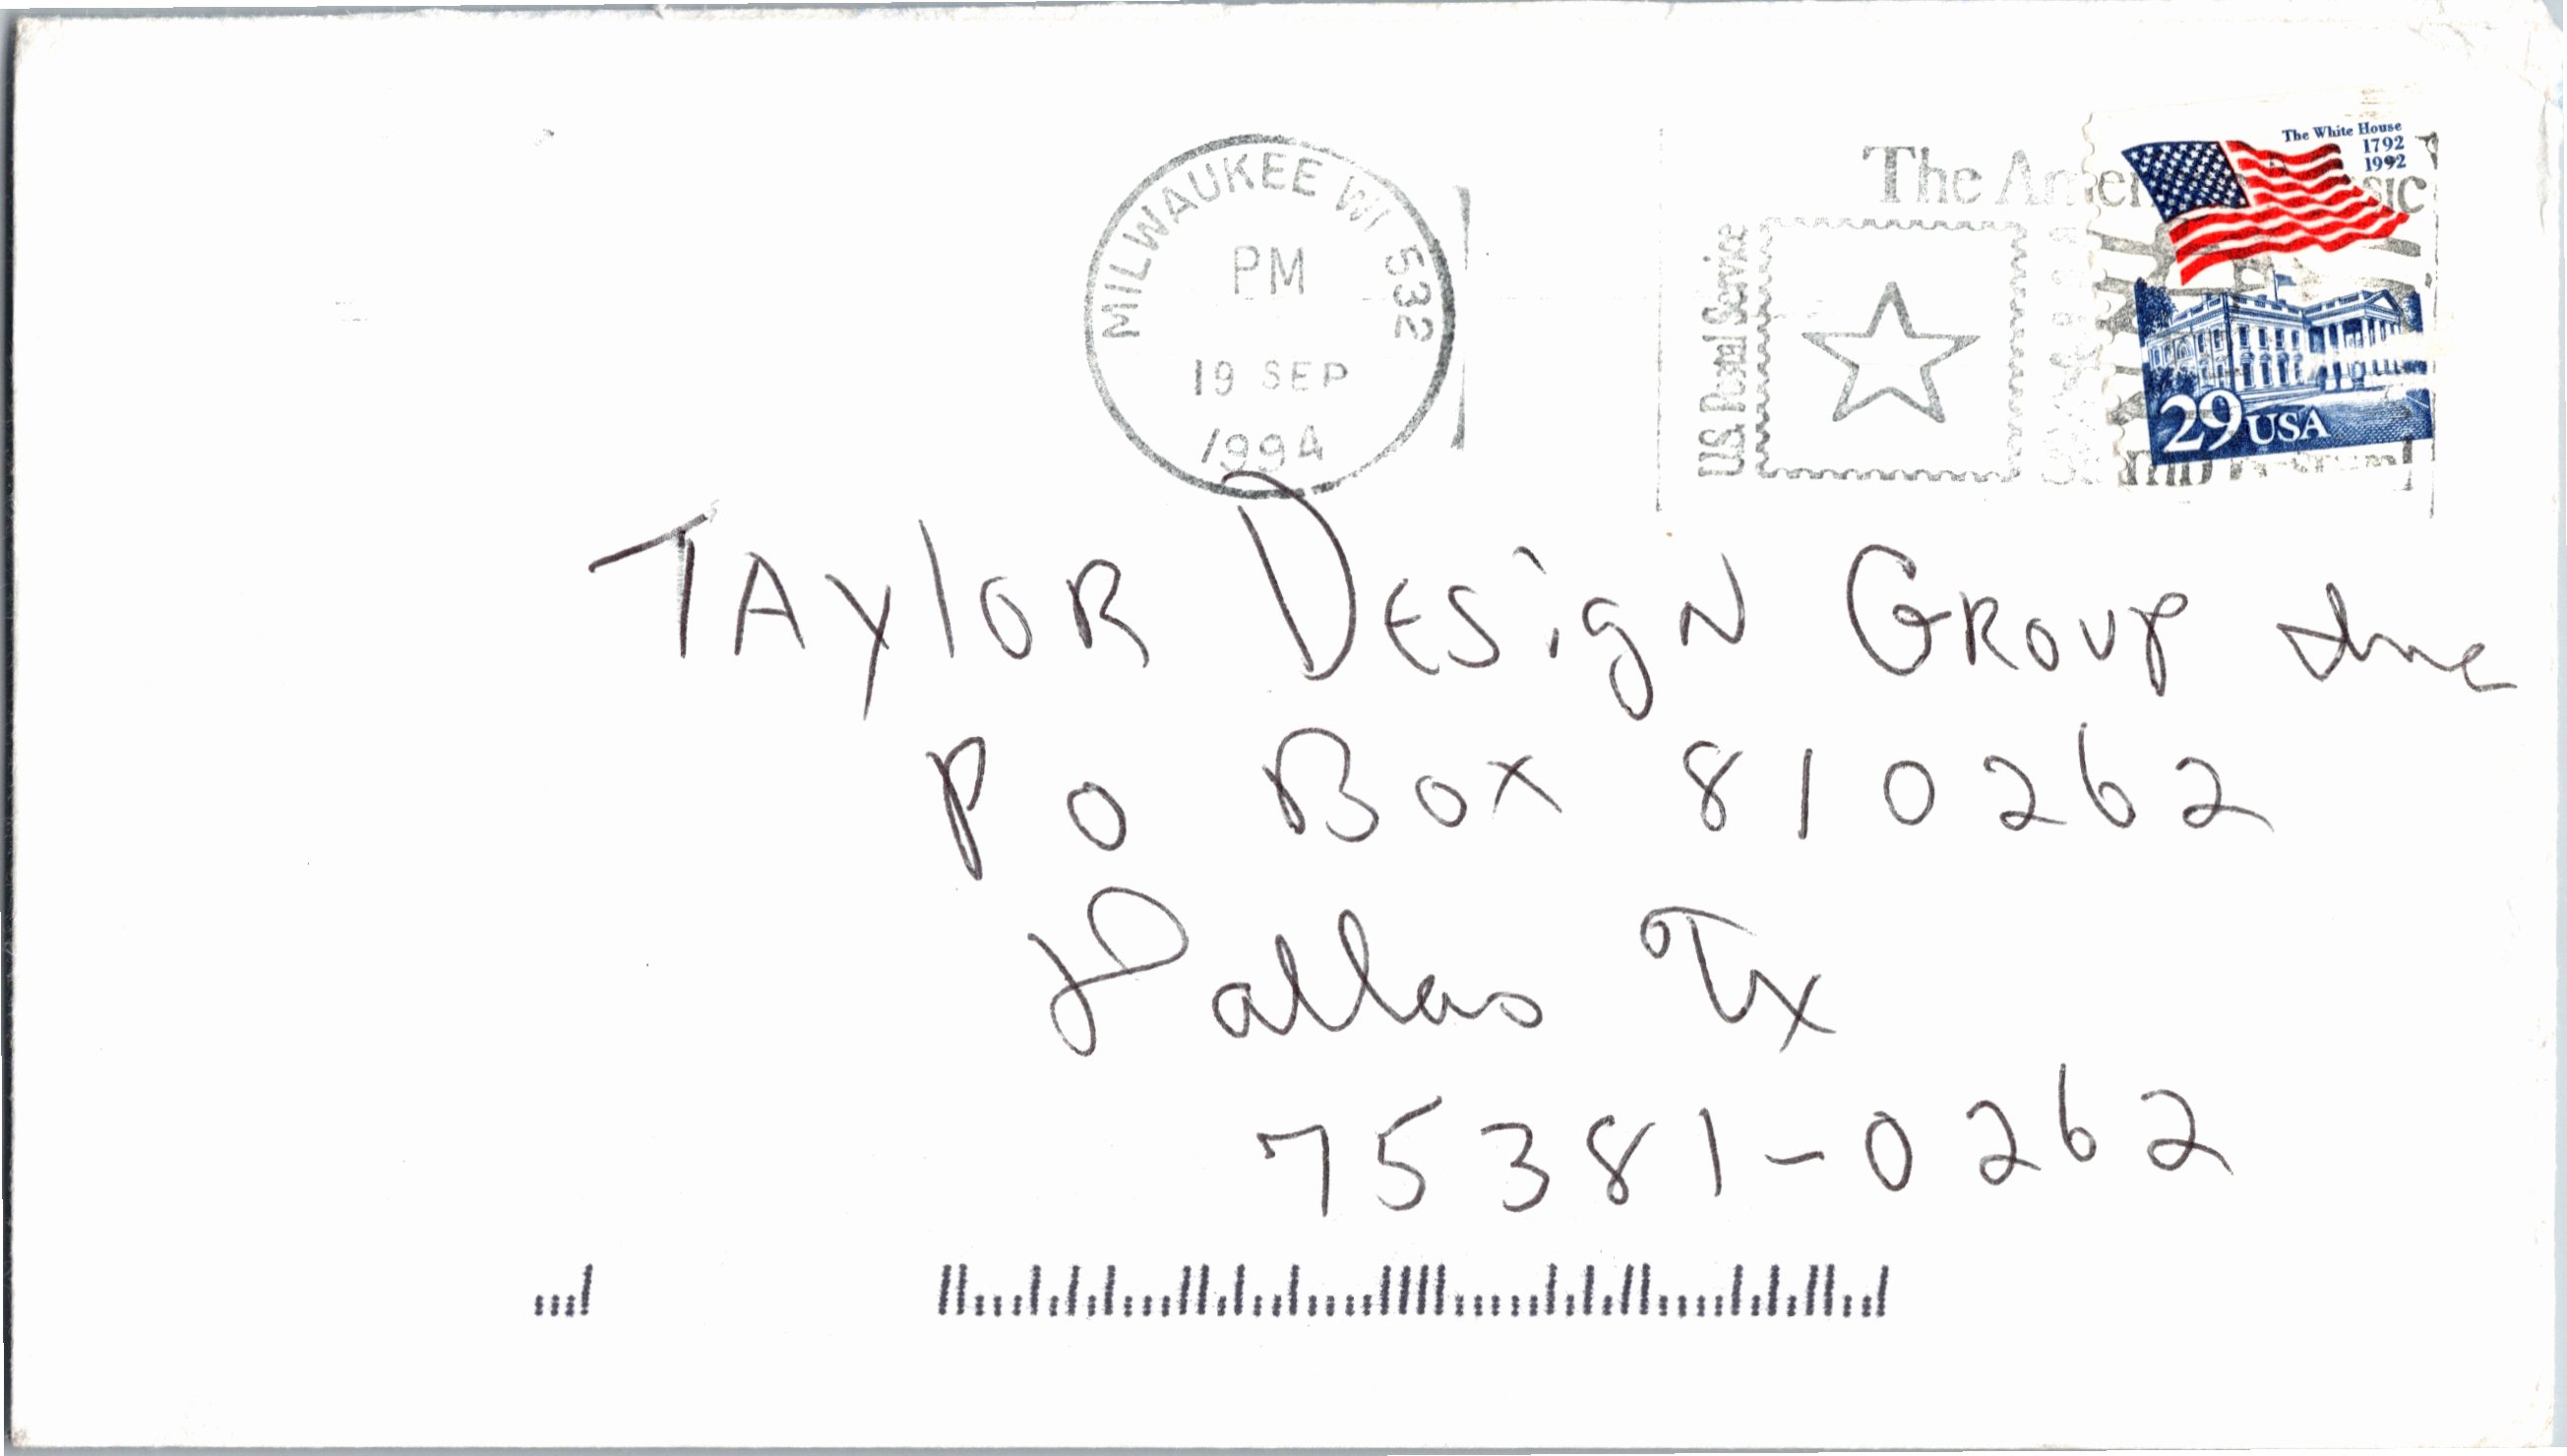 MILWAUKEE WI 532
PM
19 SEP
1994
U.S. Postal Service
The White House
1792
1992
29 USA
TAYLOR DESiGN GROUP Inc
PO Box 810262
Dallas Tx
75381-0262